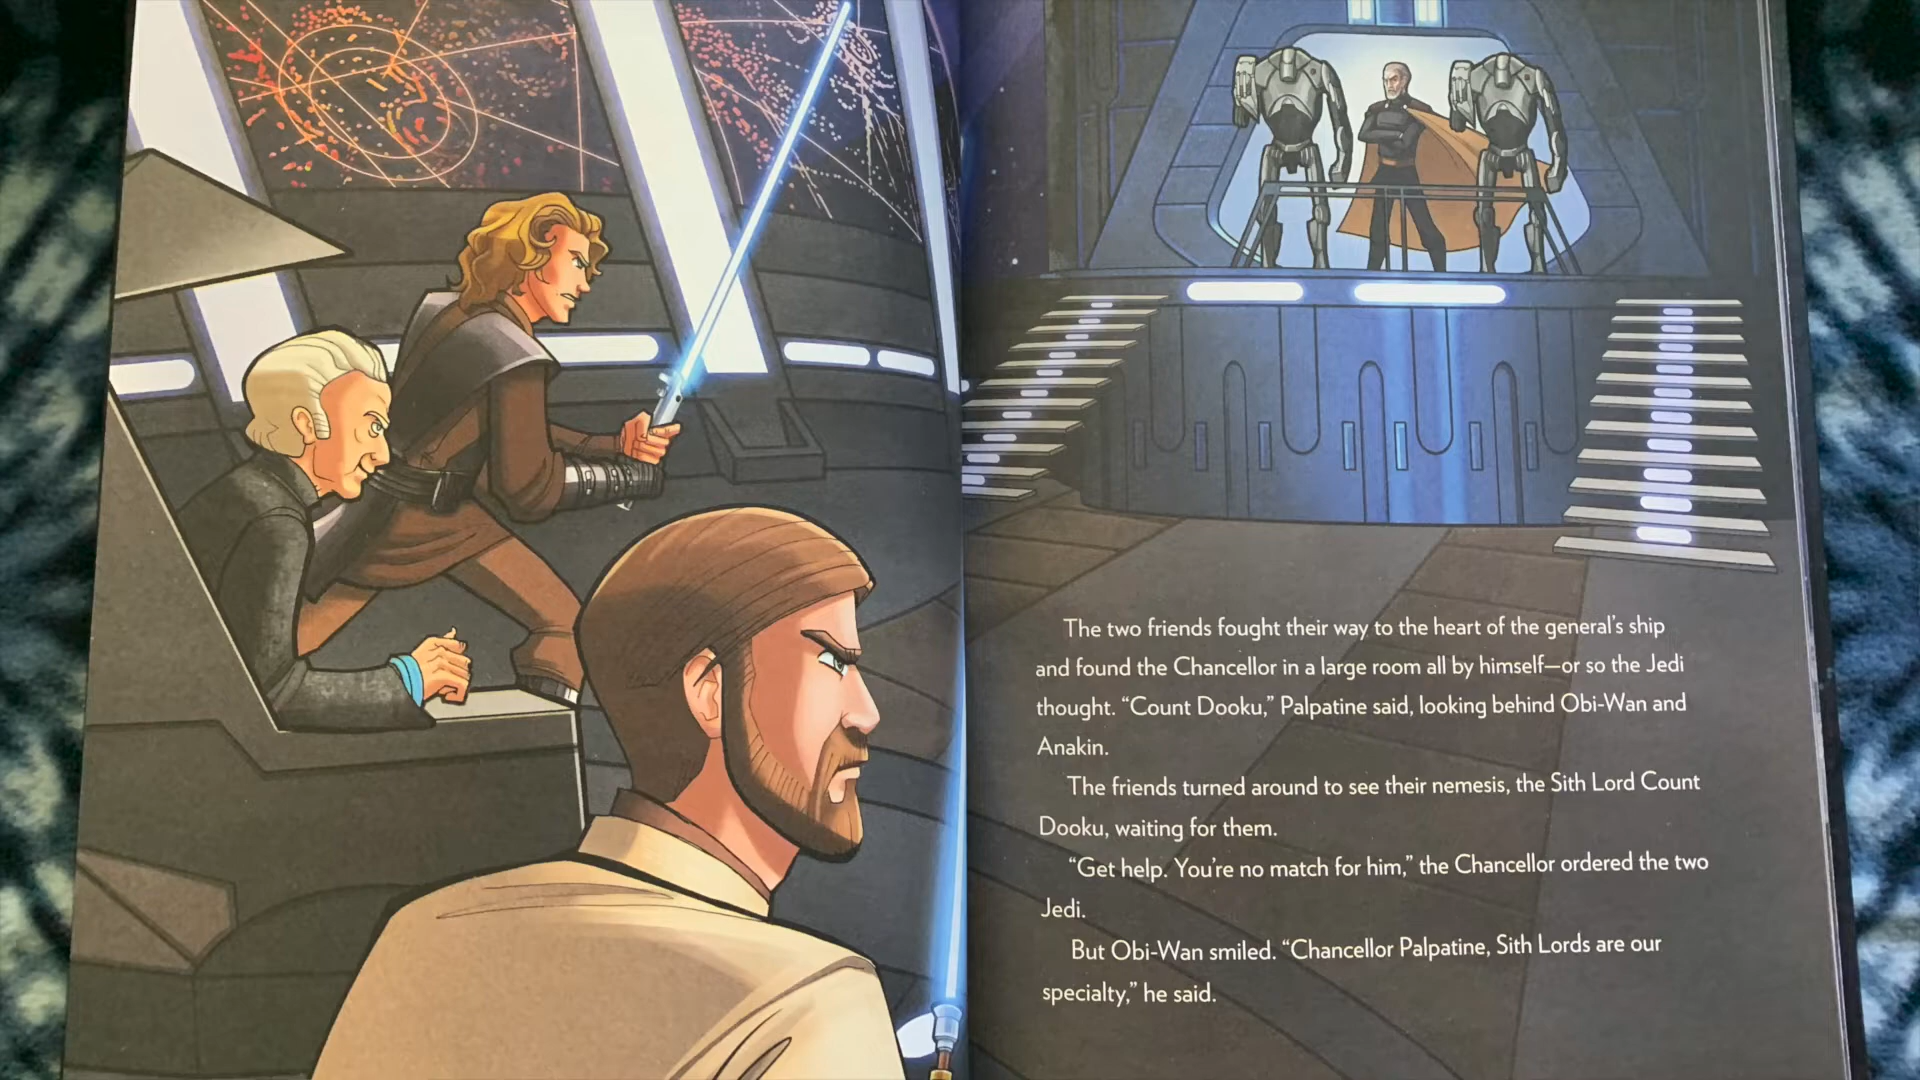 The two friends fought their way to the heart of the general's ship
and found the Chancellor in a large room all by himself—or so the Jedi
thought. “Count Dooku,” Palpatine said, looking behind Obi-Wan and
Anakin.
The friends turned around to see their nemesis, the Sith Lord Count
Dooku, waiting for them.
“Get help. You're no match for him,” the Chancellor ordered the two
Jedi.
But Obi-Wan smiled. “Chancellor Palpatine, Sith Lords are our
specialty,” he said.